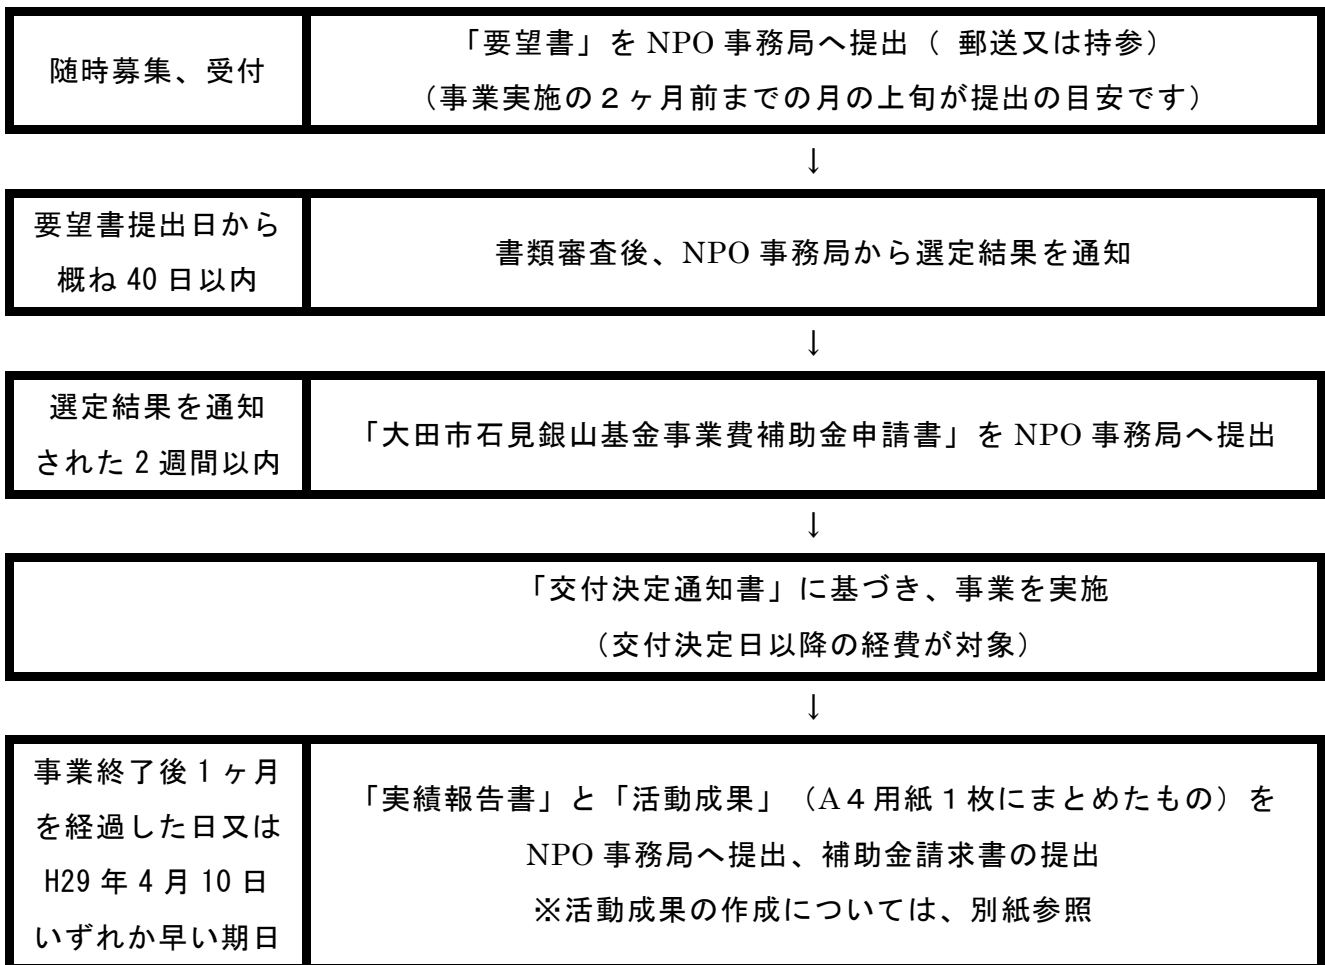 随時募集、受付
「要望書」を NPO 事務局へ提出（ 郵送又は持参）
（事業実施の２ヶ月前までの月の上旬が提出の目安です）
↓
要望書提出日から
概ね 40 日以内
書類審査後、NPO 事務局から選定結果を通知
↓
選定結果を通知
された 2 週間以内
「大田市石見銀山基金事業費補助金申請書」を NPO 事務局へ提出
↓
「交付決定通知書」に基づき、事業を実施
（交付決定日以降の経費が対象）
↓
事業終了後 1 ヶ月
を経過した日又は
H29 年 4 月 10 日
いずれか早い期日
「実績報告書」と「活動成果」（A４用紙１枚にまとめたもの）を
NPO 事務局へ提出、補助金請求書の提出
※活動成果の作成については、別紙参照